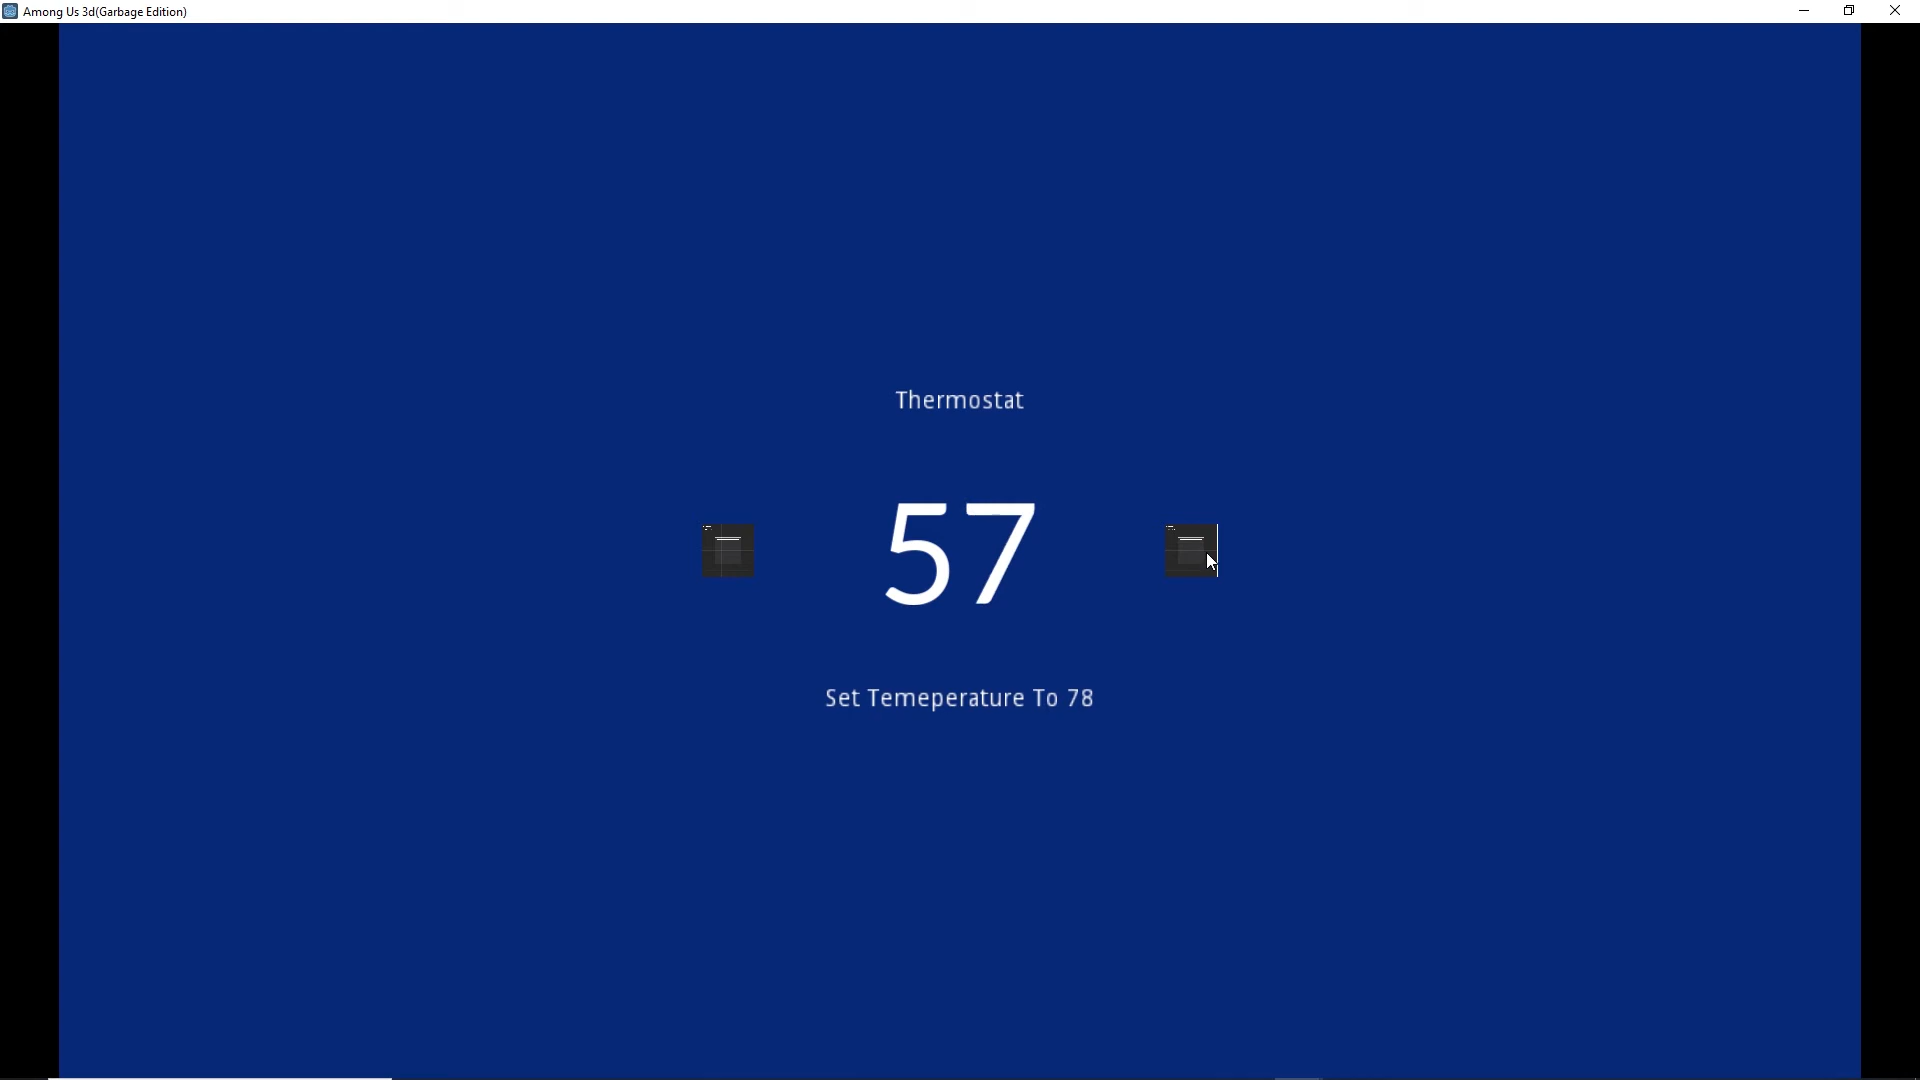 Among Us 3d(Garbage Edition)
Thermostat
57
Set Temeperature To 78